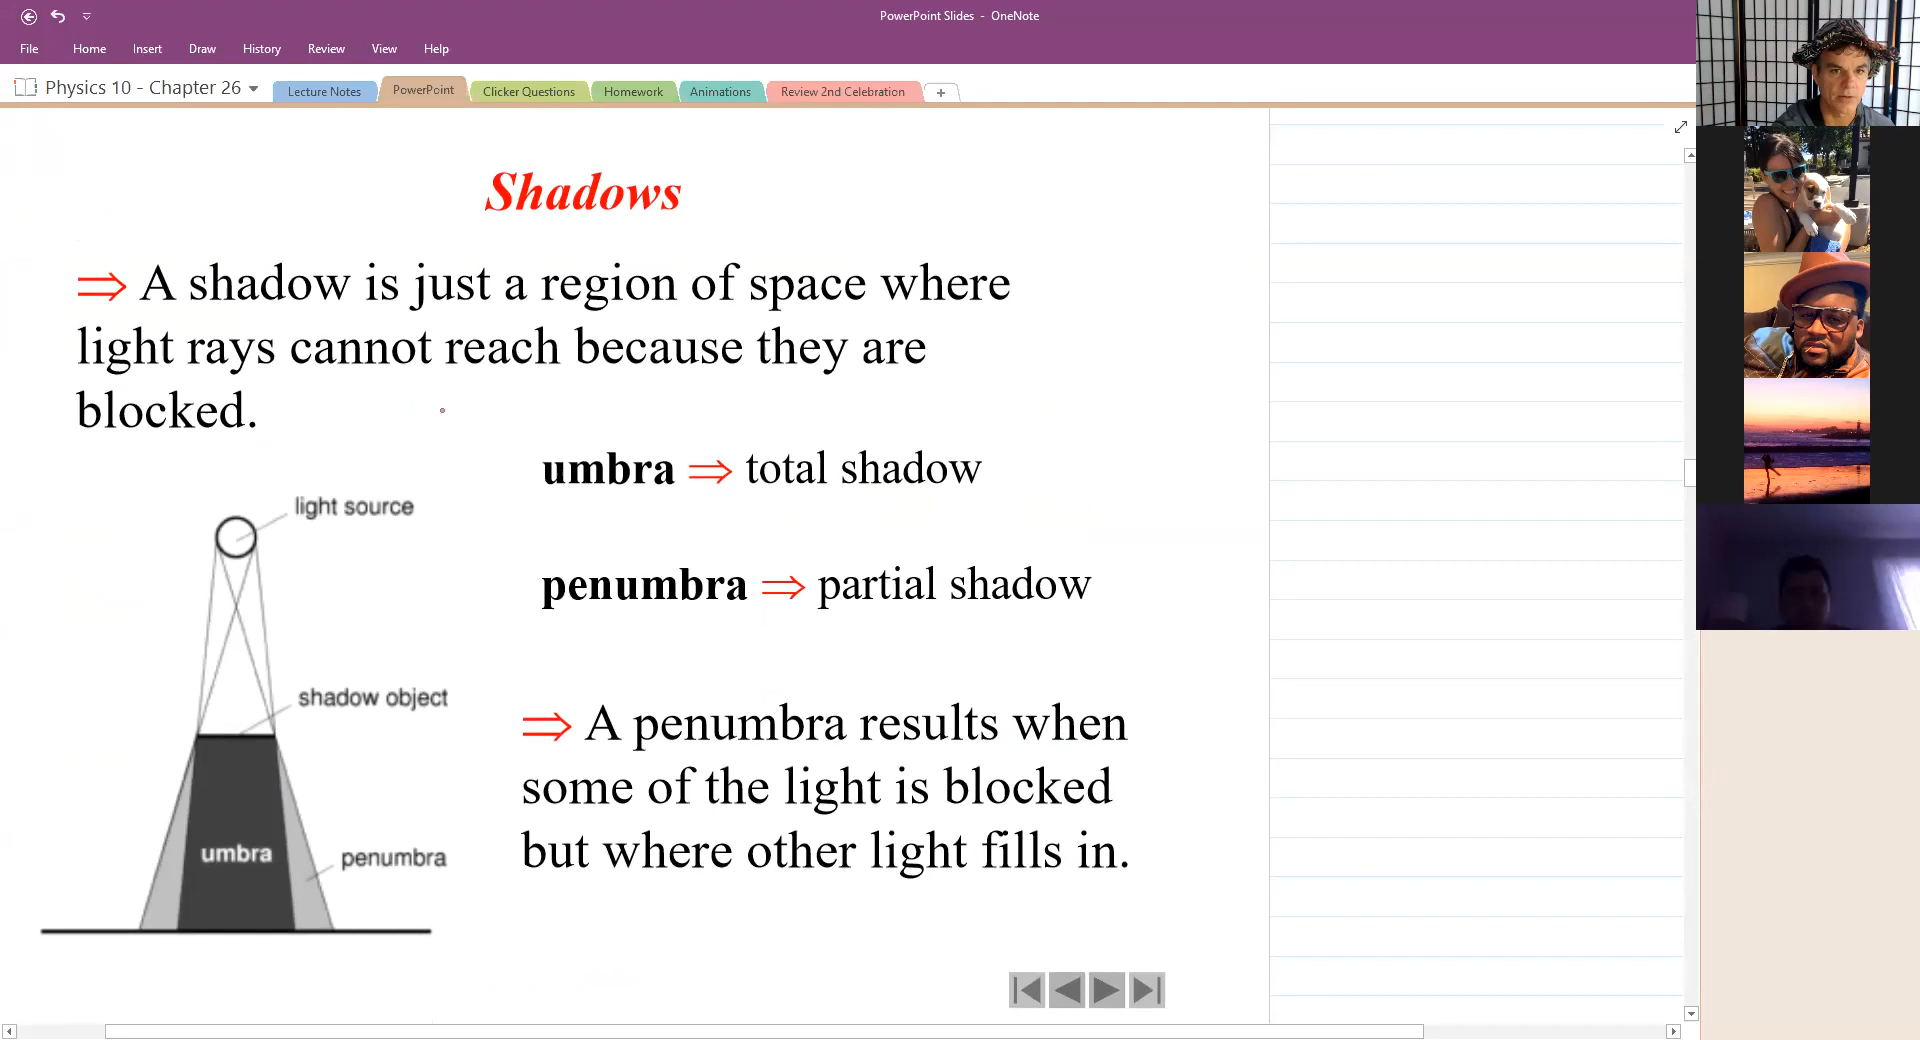 PowerPoint Slides - OneNote
File Home Insert Draw History Review View Help
Physics 10 - Chapter 26
Lecture Notes PowerPoint Clicker Questions Homework Animations Review 2nd Celebration +
Shadows
⇒ A shadow is just a region of space where
light rays cannot reach because they are
blocked.
umbra ⇒ total shadow
light source
penumbra ⇒ partial shadow
shadow object
⇒ A penumbra results when
some of the light is blocked
but where other light fills in.
umbra
penumbra